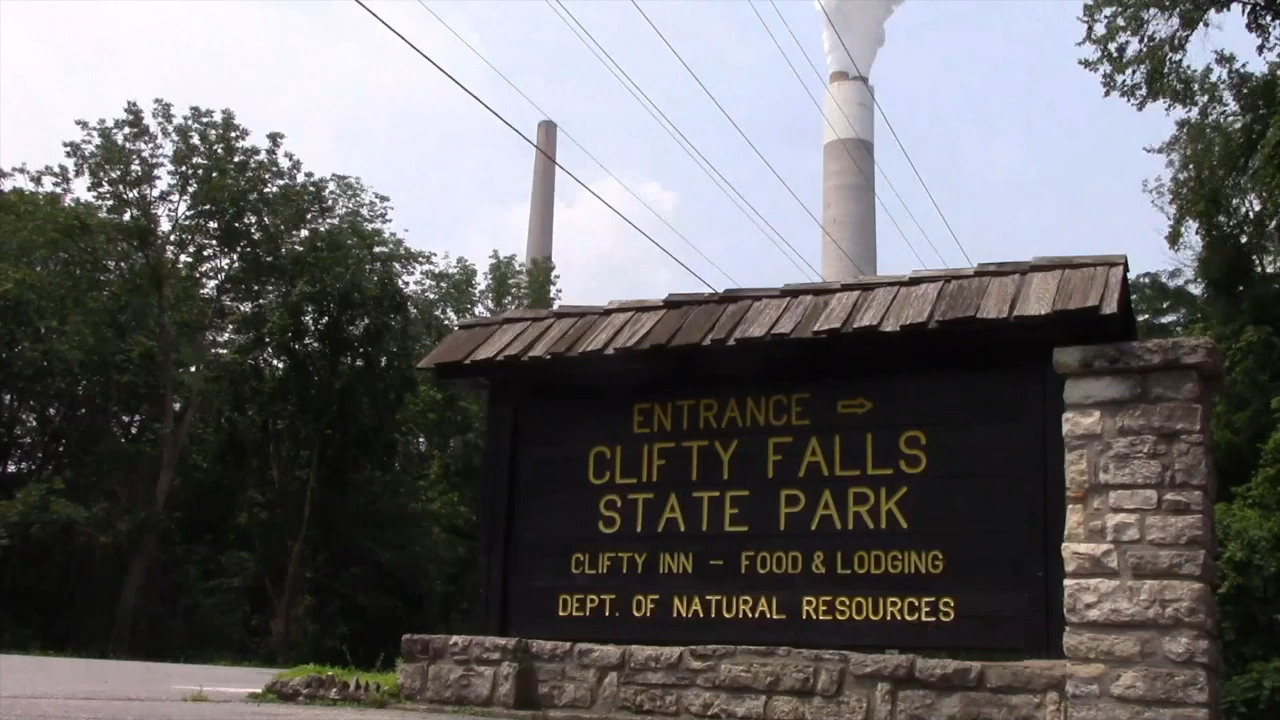 ENTRANCE ⇨
CLIFTY FALLS
STATE PARK
CLIFTY INN - FOOD & LODGING
DEPT. OF NATURAL RESOURCES